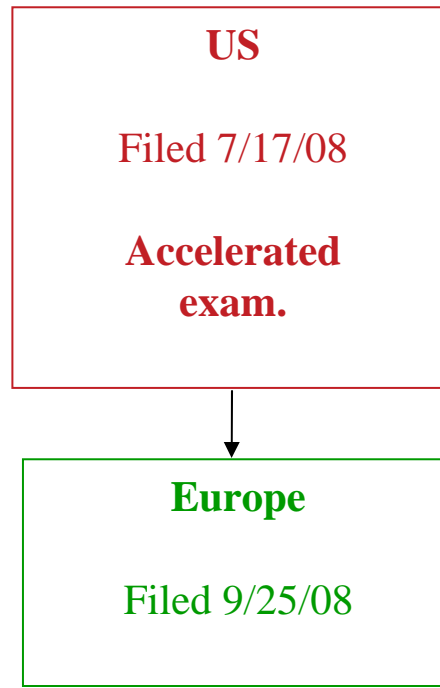 US
Filed 7/17/08
Accelerated
exam.
Europe
Filed 9/25/08